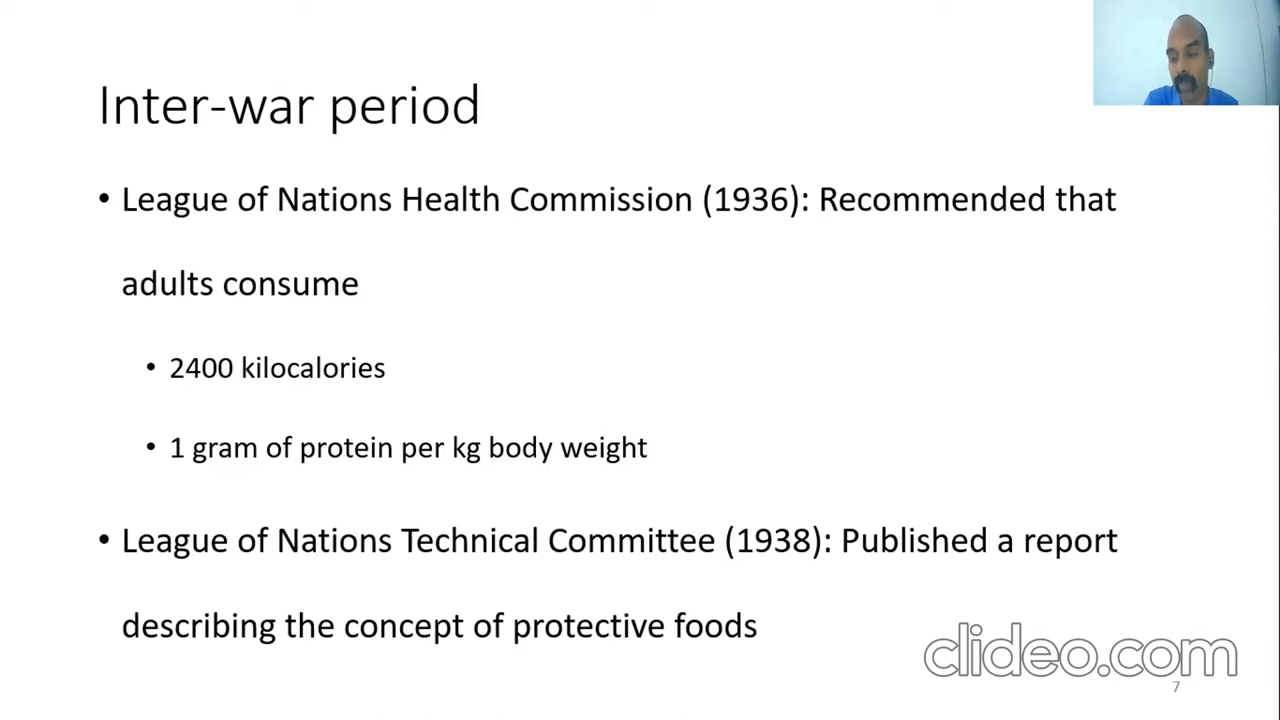 Inter-war period
• League of Nations Health Commission (1936): Recommended that
adults consume
• 2400 kilocalories
• 1 gram of protein per kg body weight
• League of Nations Technical Committee (1938): Published a report
describing the concept of protective foods
clideo.com
7